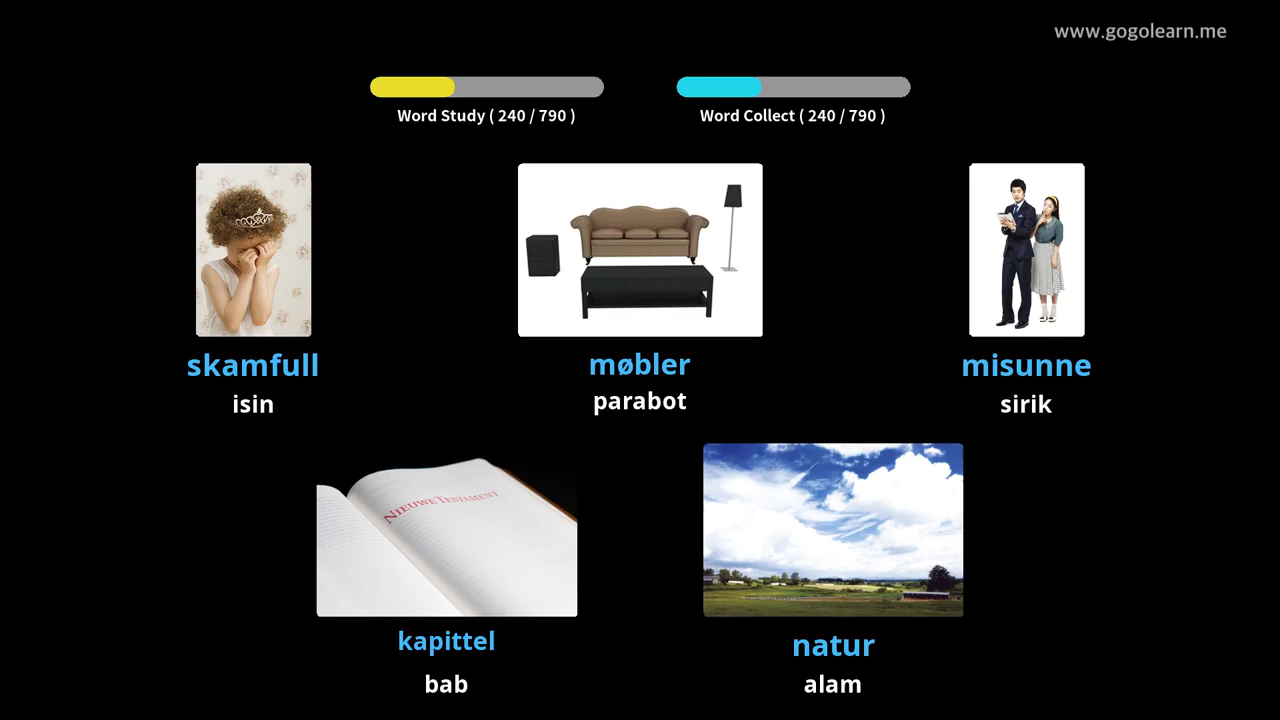 www.gogolearn.me
Word Study ( 240 / 790 )
Word Collect ( 240 / 790 )
skamfull
isin
møbler
parabot
misunne
sirik
NIEUWE TESTAMENT
kapittel
bab
natur
alam